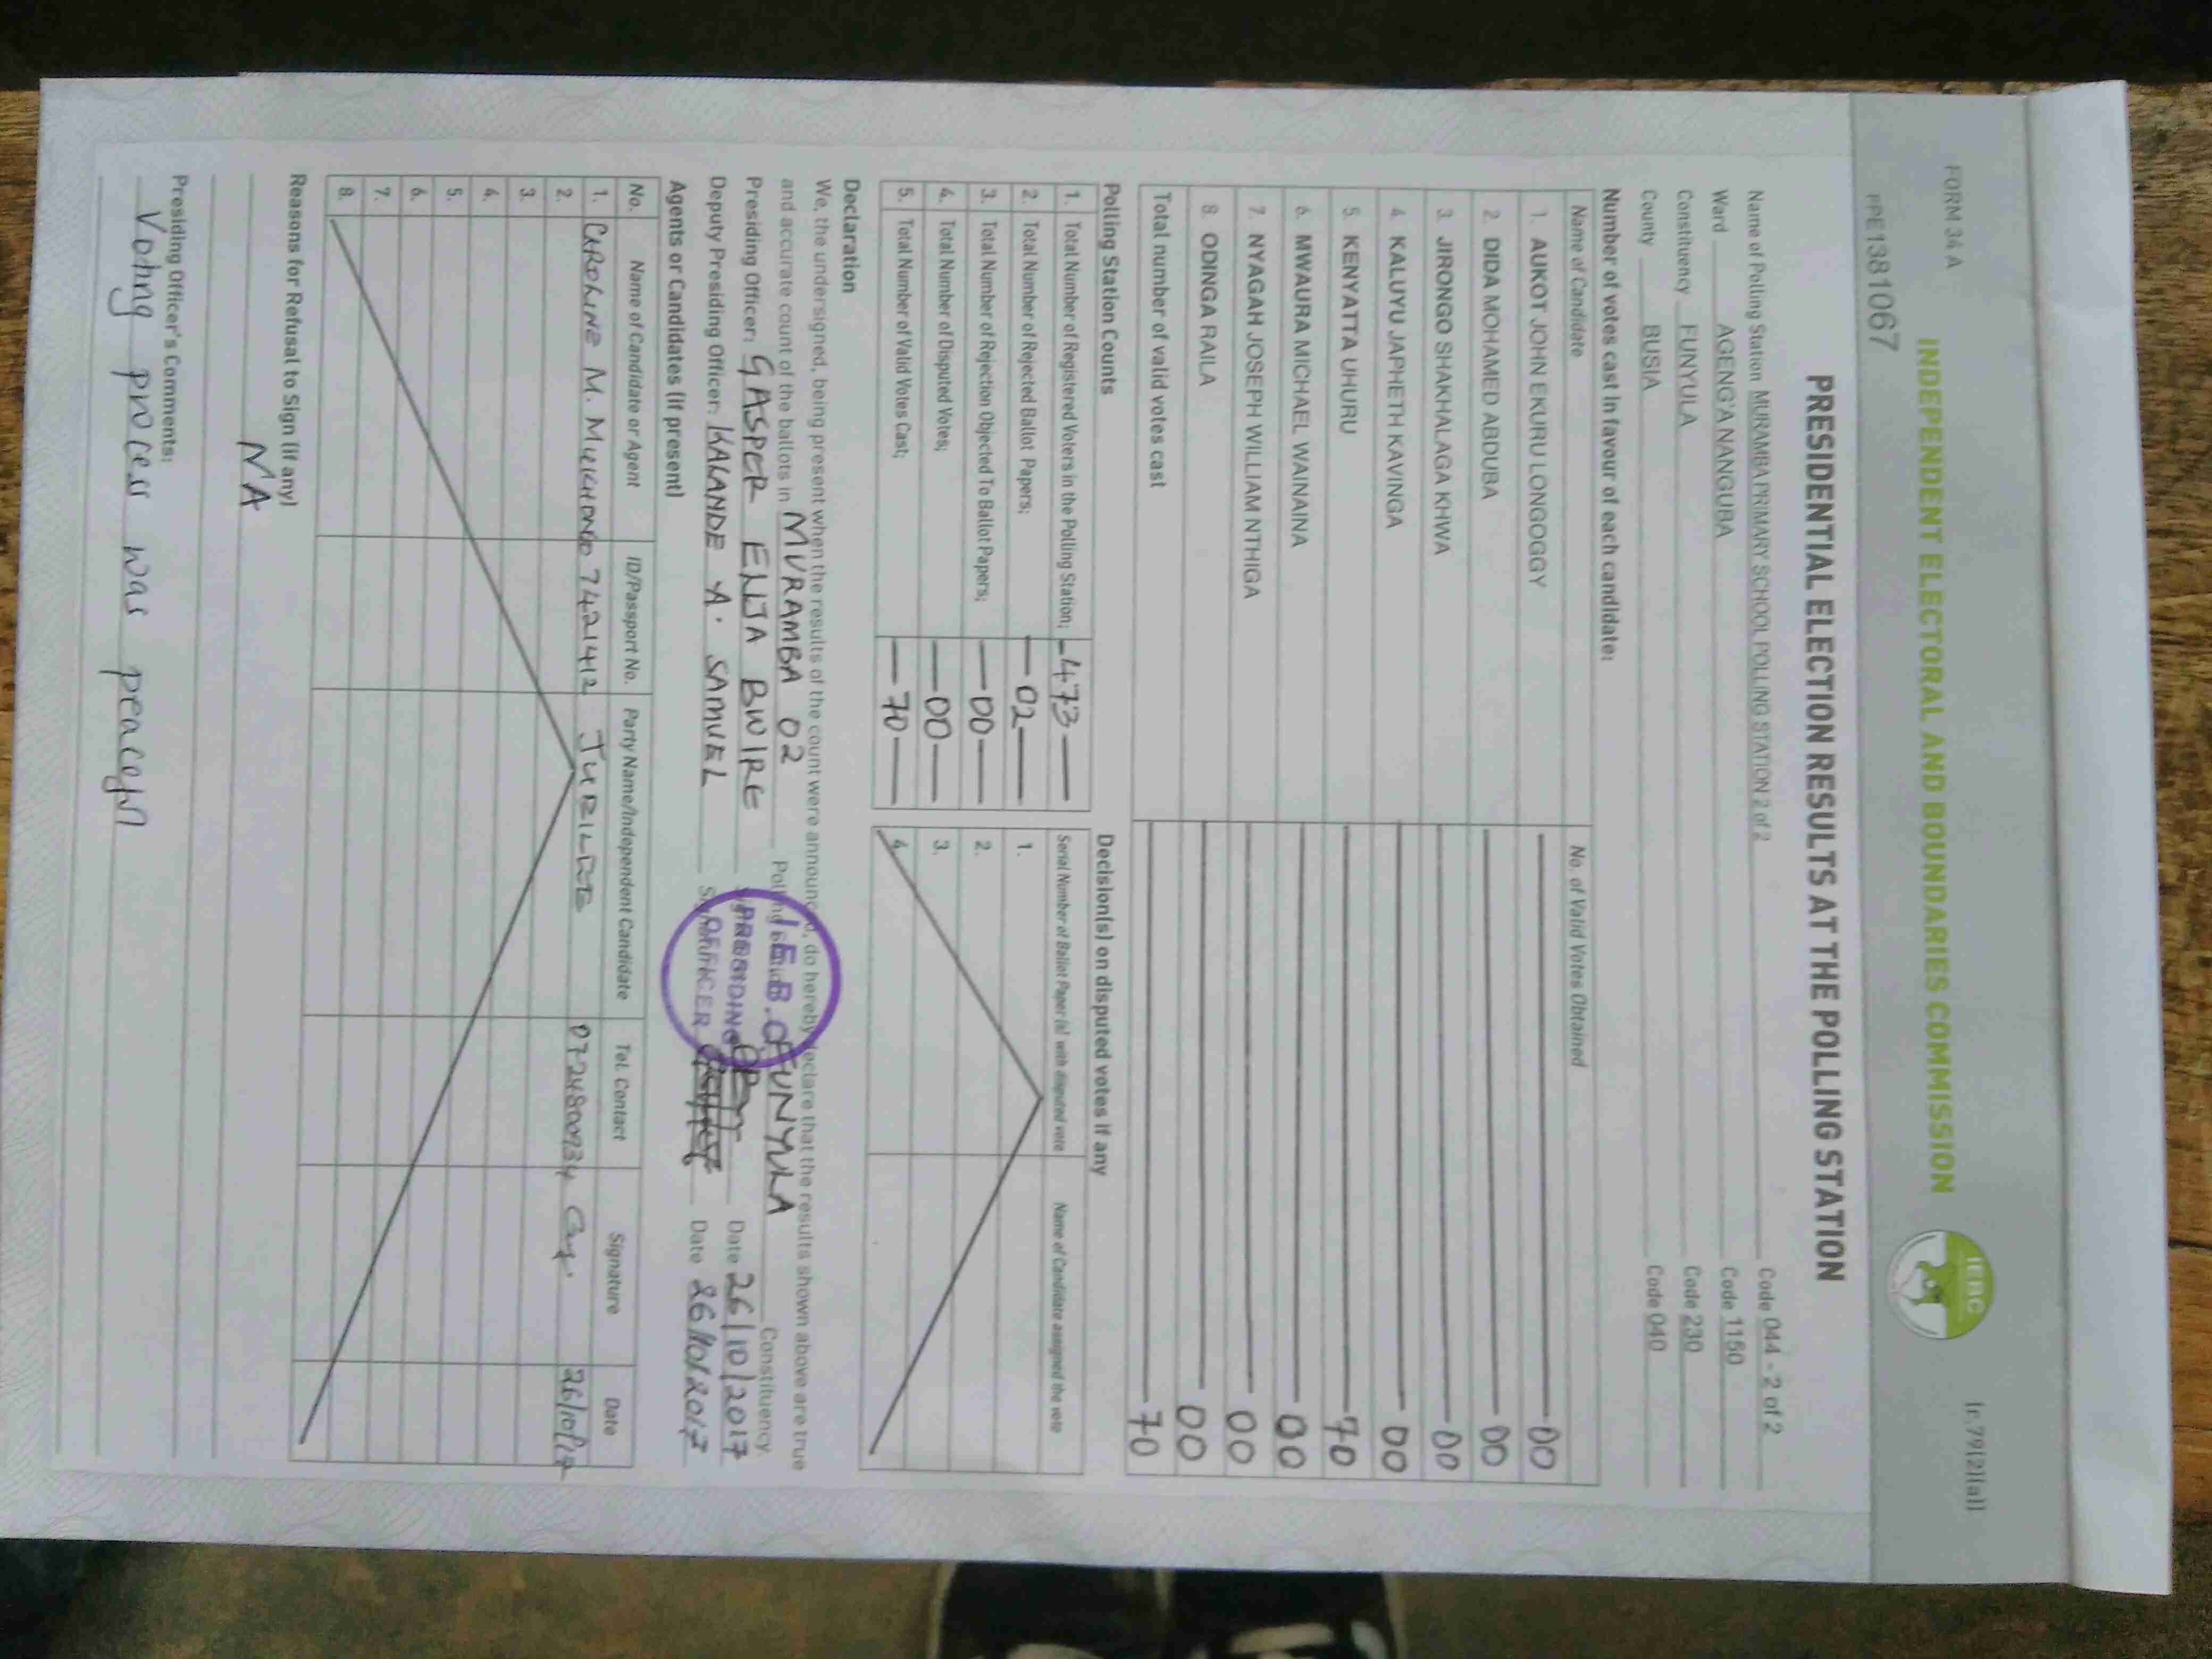 FORM 34 A
(r.79(2)(a))
INDEPENDENT ELECTORAL AND BOUNDARIES COMMISSION
IEBC
PPE1381067
PRESIDENTIAL ELECTION RESULTS AT THE POLLING STATION
Name of Polling Station MURAMBA PRIMARY SCHOOL POLLING STATION 2 of 2 Code 044 - 2 of 2
Ward AGENG'A NANGUBA Code 1150
Constituency FUNYULA Code 230
County BUSIA Code 040
Number of votes cast in favour of each candidate:
Name of Candidate No. of Valid Votes Obtained
1. AUKOT JOHN EKURU LONGOGGY 00
2. DIDA MOHAMED ABDUBA 00
3. JIRONGO SHAKHALAGA KHWA 00
4. KALUYU JAPHETH KAVINGA 00
5. KENYATTA UHURU 70
6. MWAURA MICHAEL WAINAINA 00
7. NYAGAH JOSEPH WILLIAM NTHIGA 00
8. ODINGA RAILA 00
Total number of valid votes cast 70
Polling Station Counts
1. Total Number of Registered Voters in the Polling Station; 473
2. Total Number of Rejected Ballot Papers; 02
3. Total Number of Rejection Objected To Ballot Papers; 00
4. Total Number of Disputed Votes; 00
5. Total Number of Valid Votes Cast; 70
Decision(s) on disputed votes if any
Serial Number of Ballot Paper (s) with disputed vote Name of Candidate assigned the vote
1.
2.
3.
4.
Declaration
We, the undersigned, being present when the results of the count were announced, do hereby declare that the results shown above are true
and accurate count of the ballots in MURAMBA 02 Polling Station FUNYULA Constituency.
Presiding Officer: GASPER ELIJA BWIRE Date 26/10/2017
Deputy Presiding Officer: KALANDE A. SAMUEL Date 26/10/2017
I.E.B.C
PRESIDING
OFFICER
Agents or Candidates (if present)
No. Name of Candidate or Agent ID/Passport No. Party Name/Independent Candidate Tel. Contact Signature Date
1. CAROHINE M. 7421412 JUBILEE 0724800934 26/10/17
2.
3.
4.
5.
6.
7.
8.
Reasons for Refusal to Sign (if any)
N'A
Presiding Officer's Comments:
Voting process was peaceful